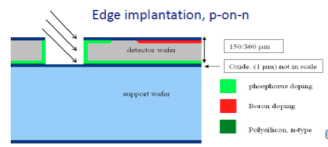 Edge implantation, p-on-n
detector wafer
150/300 µm
Oxide, (1 µm) not in scale
support wafer
phosphorus doping
Boron doping
Polysilicon, n-type